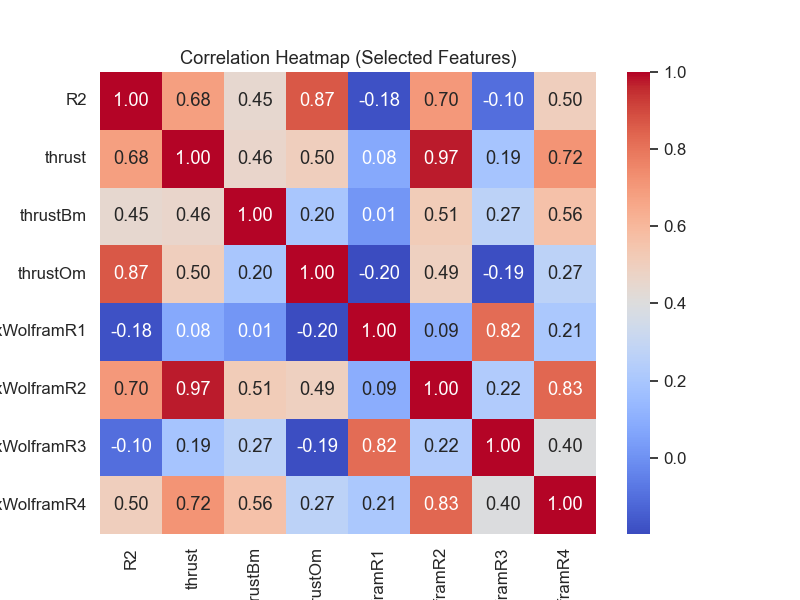 Correlation Heatmap (Selected Features)
R2 1.00 0.68 0.45 0.87 -0.18 0.70 -0.10 0.50
thrust 0.68 1.00 0.46 0.50 0.08 0.97 0.19 0.72
thrustBm 0.45 0.46 1.00 0.20 0.01 0.51 0.27 0.56
thrustOm 0.87 0.50 0.20 1.00 -0.20 0.49 -0.19 0.27
xWolframR1 -0.18 0.08 0.01 -0.20 1.00 0.09 0.82 0.21
xWolframR2 0.70 0.97 0.51 0.49 0.09 1.00 0.22 0.83
xWolframR3 -0.10 0.19 0.27 -0.19 0.82 0.22 1.00 0.40
xWolframR4 0.50 0.72 0.56 0.27 0.21 0.83 0.40 1.00
R2 thrust rustBm rustOm ramR1 framR2 ramR3 framR4
1.0
0.8
0.6
0.4
0.2
0.0